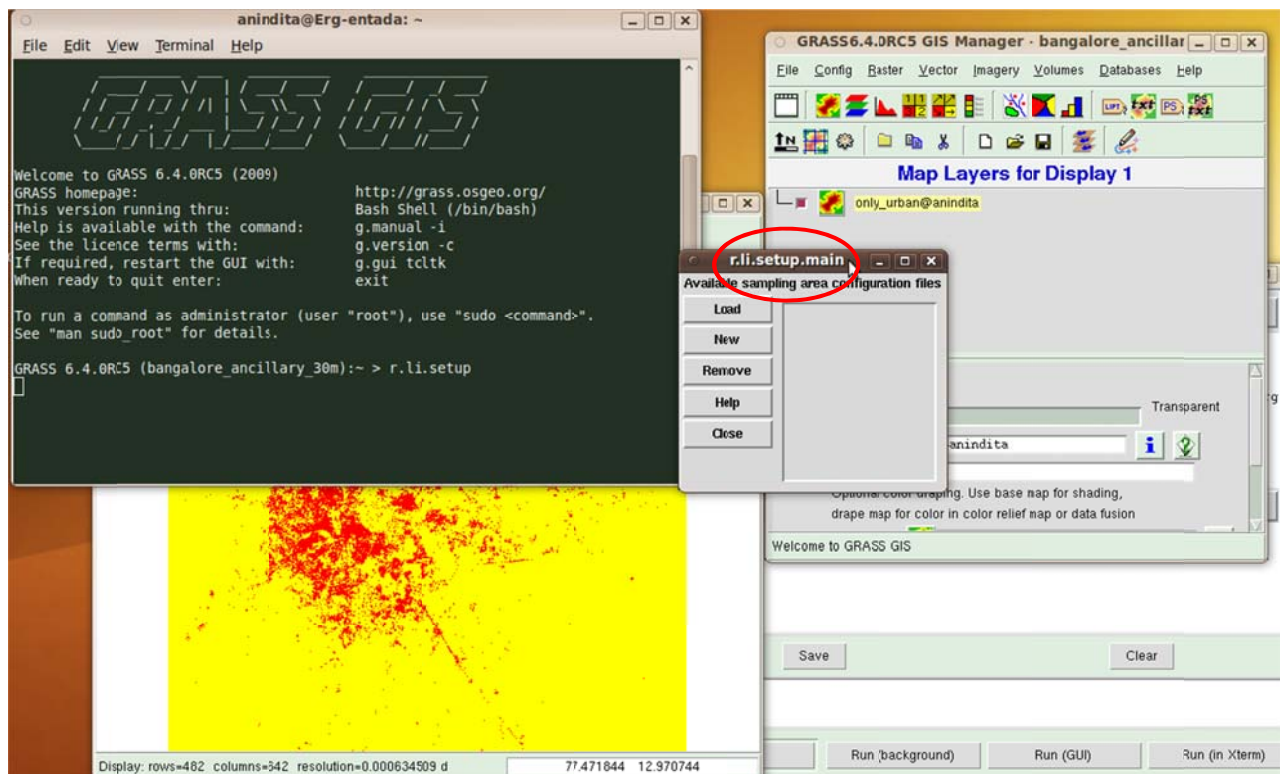 anindita@Erg-entada: ~
File Edit View Terminal Help
GRASS GIS
Welcome to GRASS 6.4.0RC5 (2009)
GRASS homepage: http://grass.osgeo.org/
This version running thru: Bash Shell (/bin/bash)
Help is available with the command: g.manual -i
See the licence terms with: g.version -c
If required, restart the GUI with: g.gui tcltk
When ready to quit enter: exit
To run a command as administrator (user "root"), use "sudo <command>".
See "man sudo_root" for details.
GRASS 6.4.0RC5 (bangalore_ancillary_30m):~ > r.li.setup
GRASS6.4.0RC5 GIS Manager - bangalore_ancillar
File Config Raster Vector Imagery Volumes Databases Help
Map Layers for Display 1
only_urban@anindita
r.li.setup.main
Available sampling area configuration files
Load
New
Remove
Help
Close
Transparent
anindita
Optional color draping. Use base map for shading,
drape map for color in color relief map or data fusion
Welcome to GRASS GIS
Save Clear
Run (background) Run (GUI) Run (in Xterm)
Display: rows=482 columns=642 resolution=0.000634509 d 77.471844 12.970744